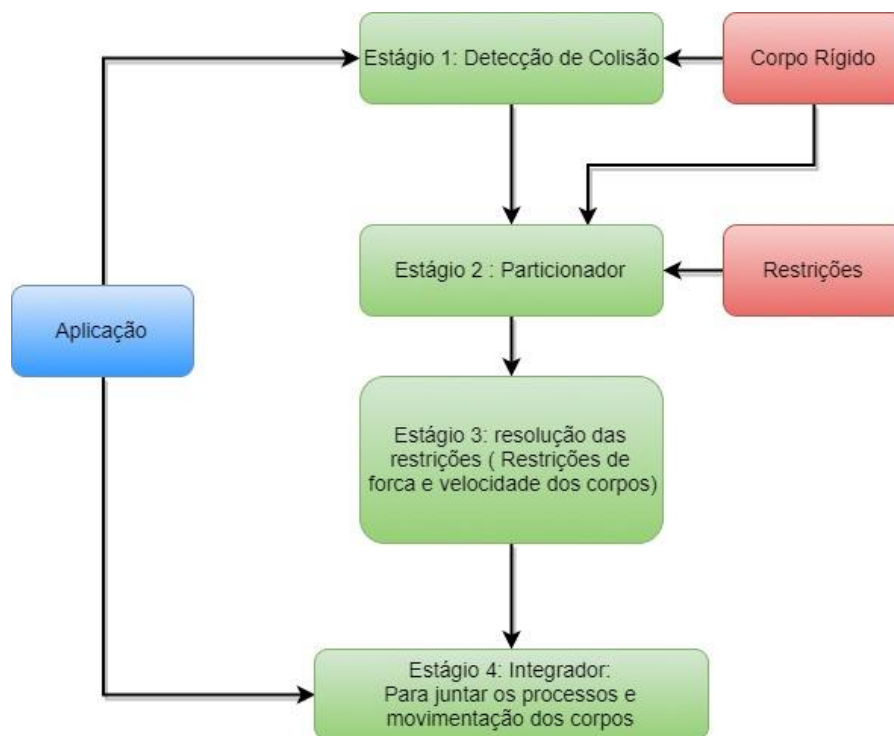 Estágio 1: Detecção de Colisão
Corpo Rígido
Estágio 2 : Particionador
Restrições
Aplicação
Estágio 3: resolução das
restrições ( Restrições de
forca e velocidade dos corpos)
Estágio 4: Integrador:
Para juntar os processos e
movimentação dos corpos